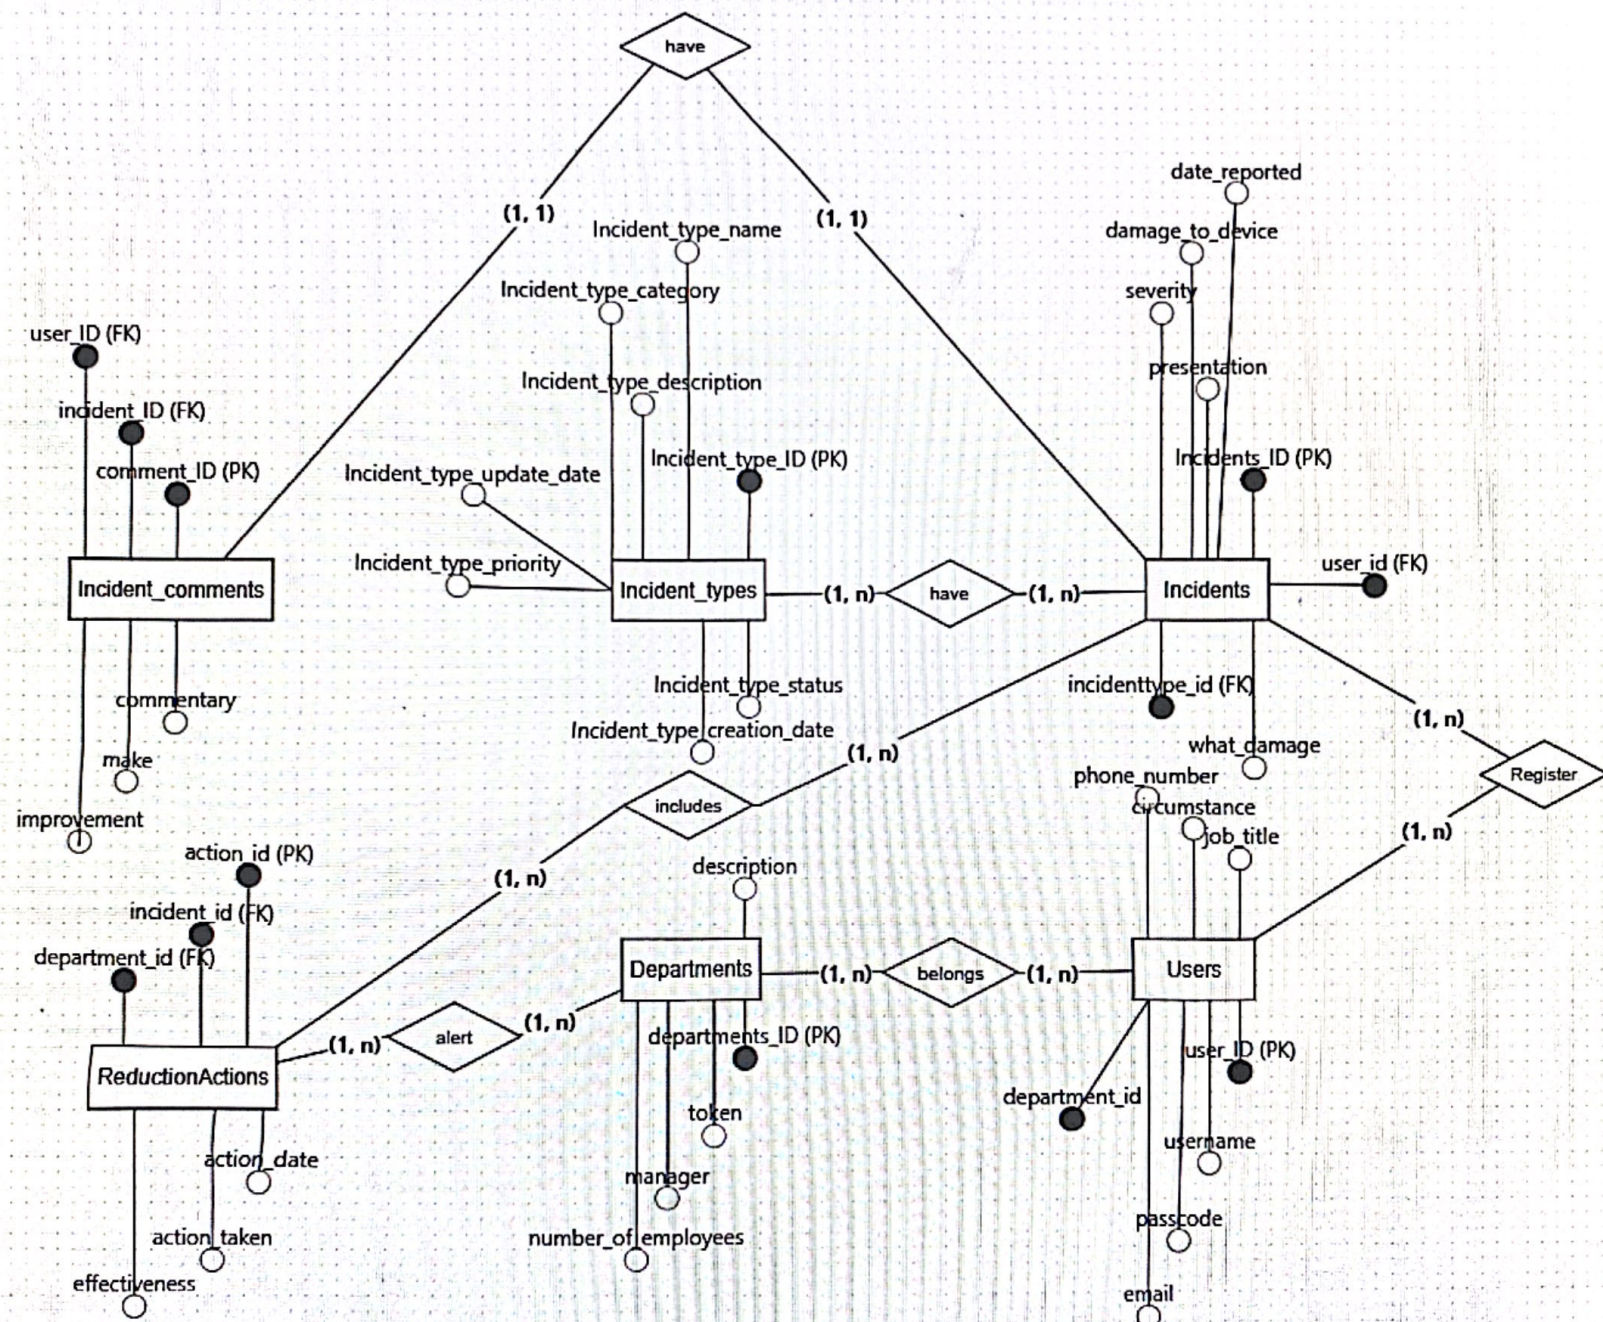 have
(1, 1)
(1, 1)
date_reported
Incident_type_name
damage_to_device
Incident_type_category
severity
user_ID (FK)
presentation
Incident_type_description
incident_ID (FK)
Incident_type_ID (PK)
Incidents_ID (PK)
comment_ID (PK)
Incident_type_update_date
Incident_type_priority
user_id (FK)
Incident_comments
Incident_types
(1, n)
have
(1, n)
Incidents
Incident_type_status
incidenttype_id (FK)
commentary
(1, n)
Incident_type_creation_date
what_damage
(1, n)
make
phone_number
Register
includes
circumstance
improvement
job_title
(1, n)
action_id (PK)
description
(1, n)
incident_id (FK)
department_id (FK)
Departments
(1, n)
belongs
(1, n)
Users
(1, n)
alert
(1, n)
departments_ID (PK)
user_ID (PK)
ReductionActions
department_id
token
username
action_date
manager
passcode
action_taken
number_of_employees
effectiveness
email